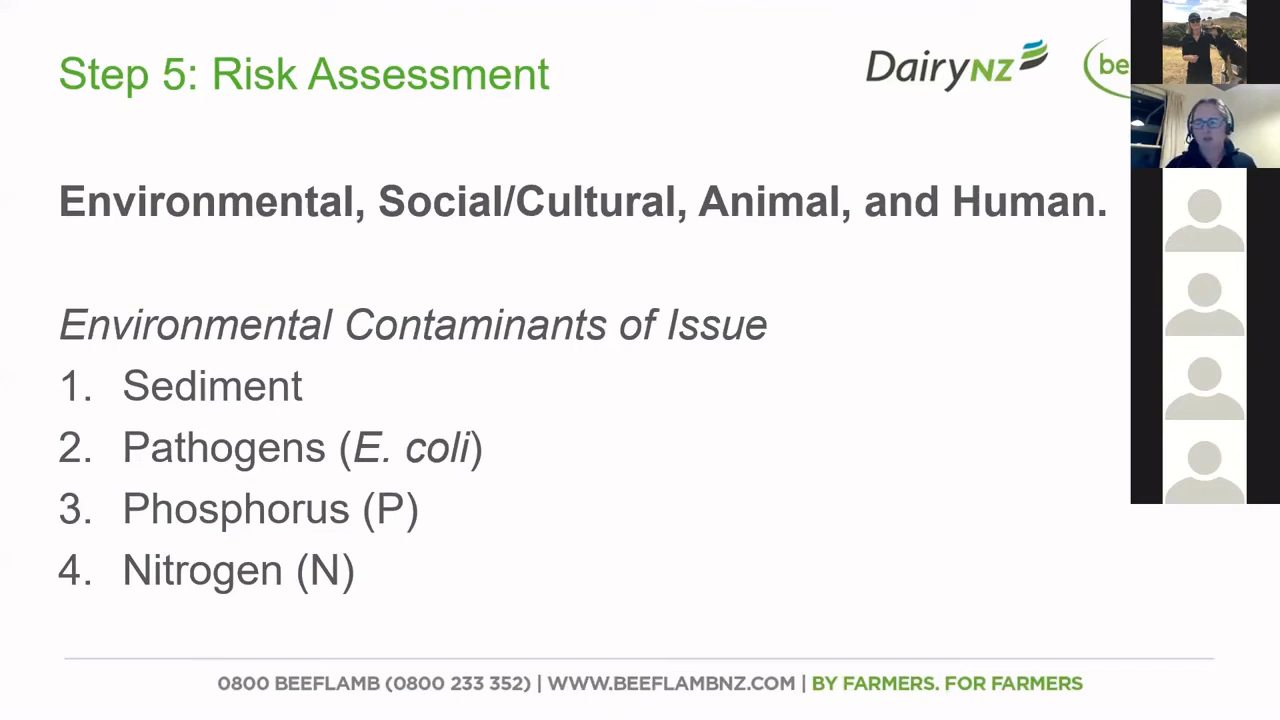 Step 5: Risk Assessment
DairyNZ
be
Environmental, Social/Cultural, Animal, and Human.
Environmental Contaminants of Issue
1. Sediment
2. Pathogens (E. coli)
3. Phosphorus (P)
4. Nitrogen (N)
0800 BEEFLAMB (0800 233 352) | WWW.BEEFLAMBNZ.COM | BY FARMERS. FOR FARMERS